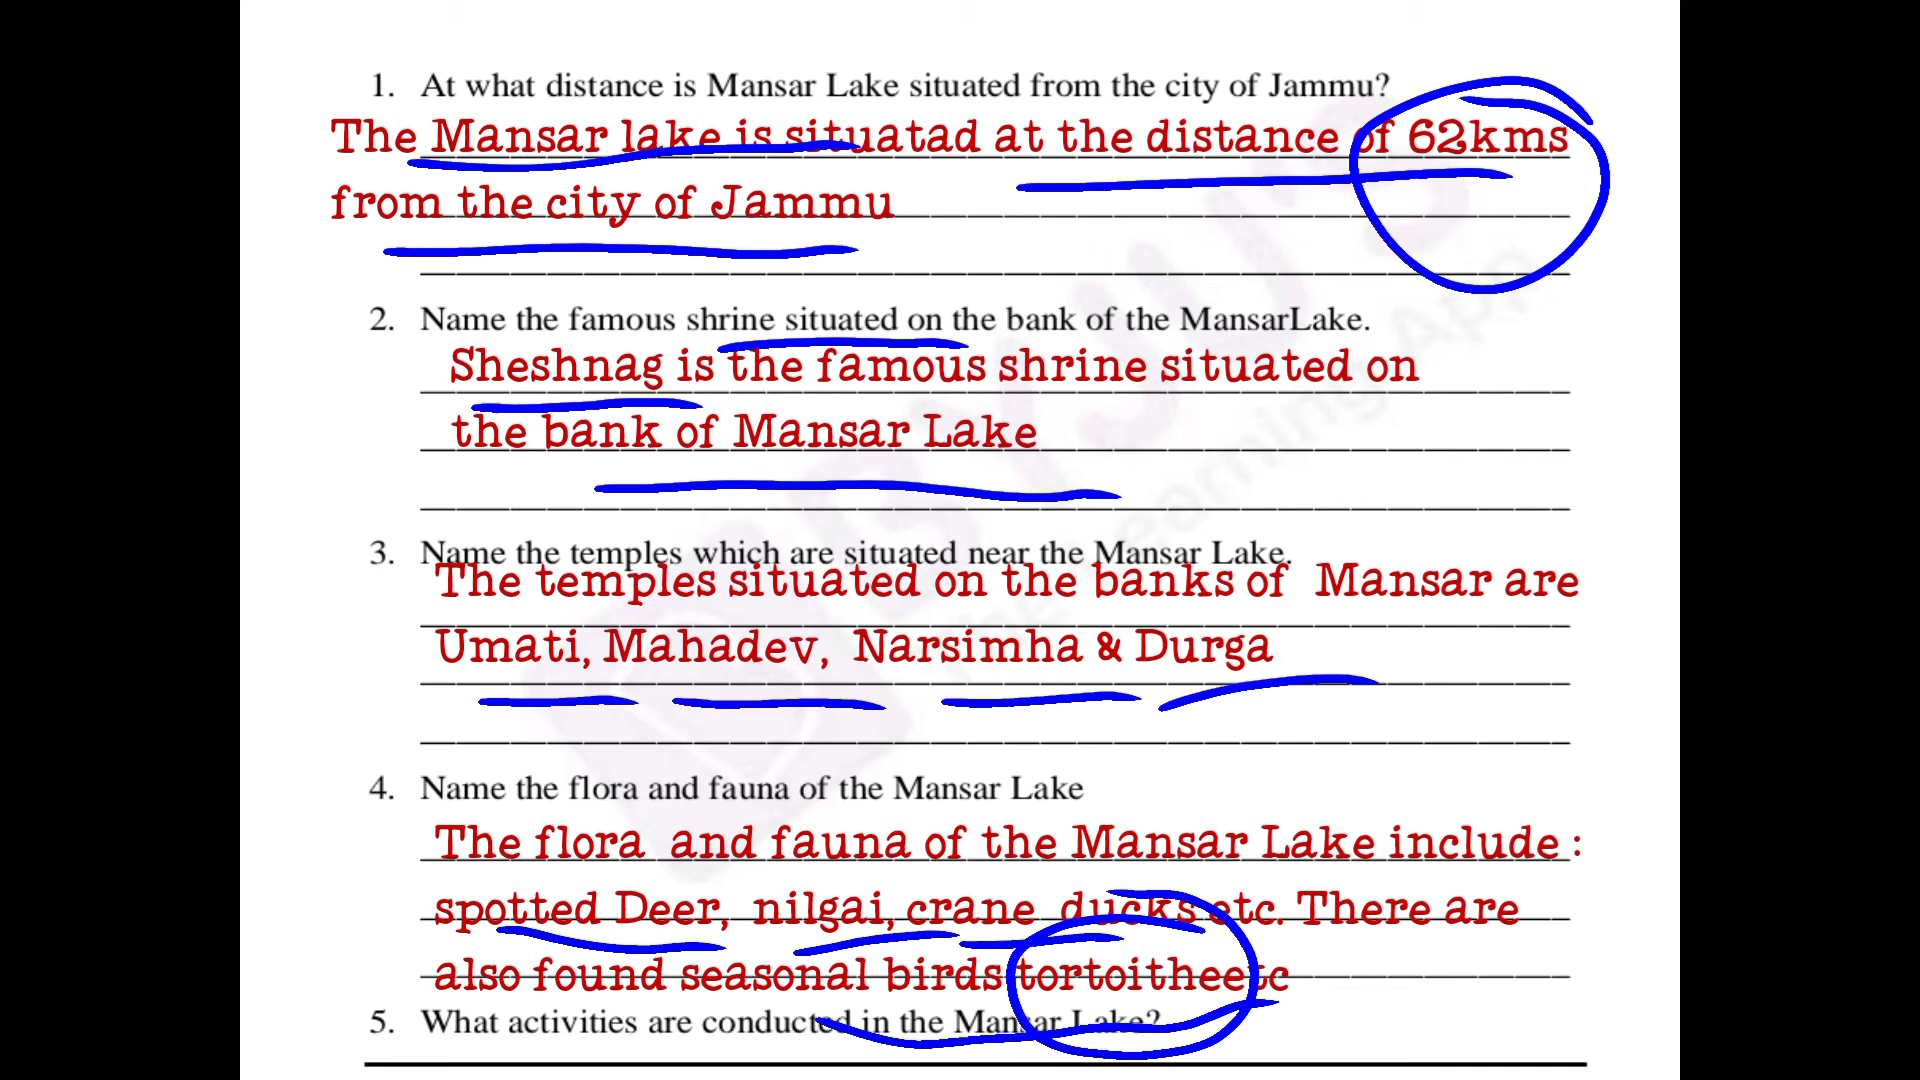 1. At what distance is Mansar Lake situated from the city of Jammu?
The Mansar lake is situatad at the distance of 62kms
from the city of Jammu
2. Name the famous shrine situated on the bank of the MansarLake.
Sheshnag is the famous shrine situated on
the bank of Mansar Lake
3. Name the temples which are situated near the Mansar Lake.
The temples situated on the banks of Mansar are
Umati, Mahadev, Narsimha & Durga
4. Name the flora and fauna of the Mansar Lake
The flora and fauna of the Mansar Lake include :
spotted Deer, nilgai, crane ducks etc. There are
also found seasonal birds tortoitheetc
5. What activities are conducted in the Mansar Lake?
BYJU'S
The Learning App